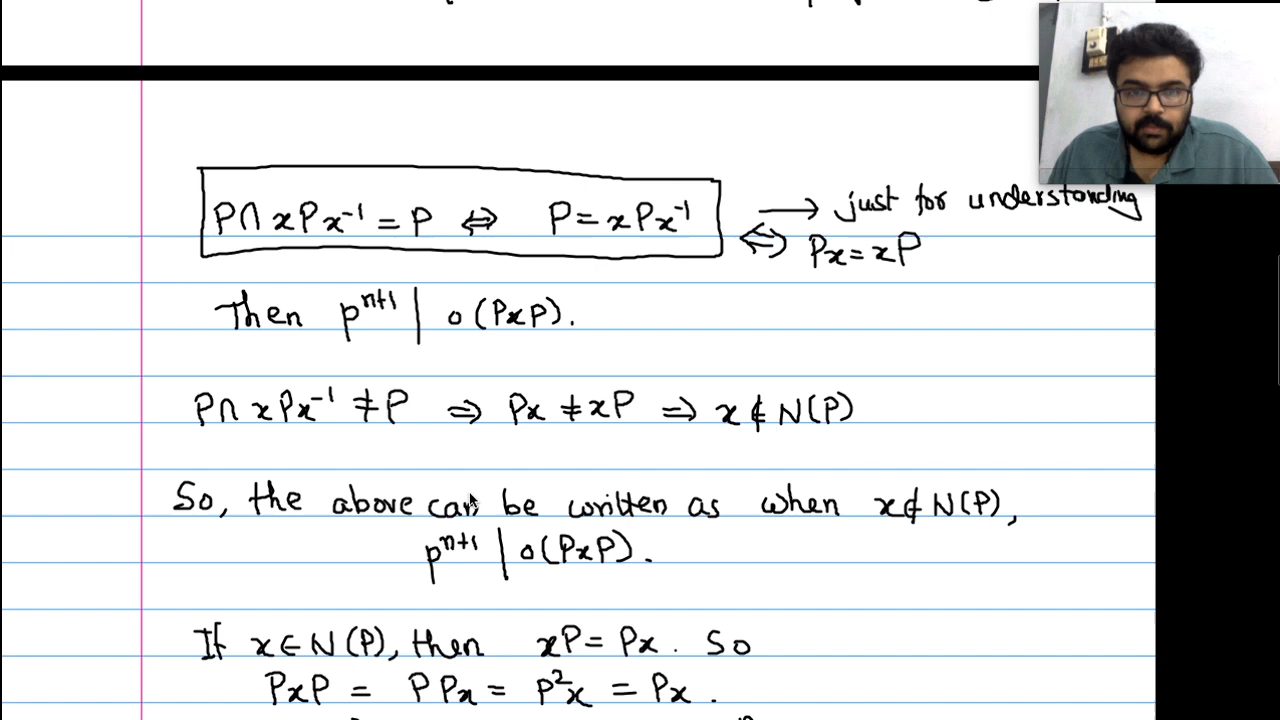 P∩xPx⁻¹ = P ⇔ P = xPx⁻¹ → just for understanding
⇔ Px = xP
Then pⁿ⁺¹ | o(PxP).
P∩xPx⁻¹ ≠ P ⇒ Px ≠ xP ⇒ x ∉ N(P)
So, the above can be written as when x ∉ N(P),
pⁿ⁺¹ | o(PxP).
If x ∈ N(P), then xP = Px. So
PxP = PPx = P²x = Px.